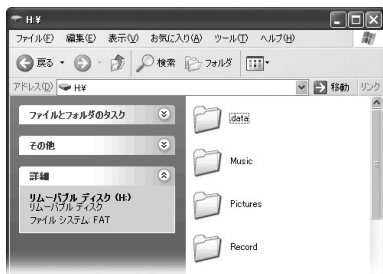 H:¥
ファイル(F) 編集(E) 表示(V) お気に入り(A) ツール(T) ヘルプ(H)
戻る 検索 フォルダ
アドレス(D) H:¥ 移動 リンク
ファイルとフォルダのタスク
その他
詳細
リムーバブル ディスク (H:)
リムーバブル ディスク
ファイル システム: FAT
data
Music
Pictures
Record